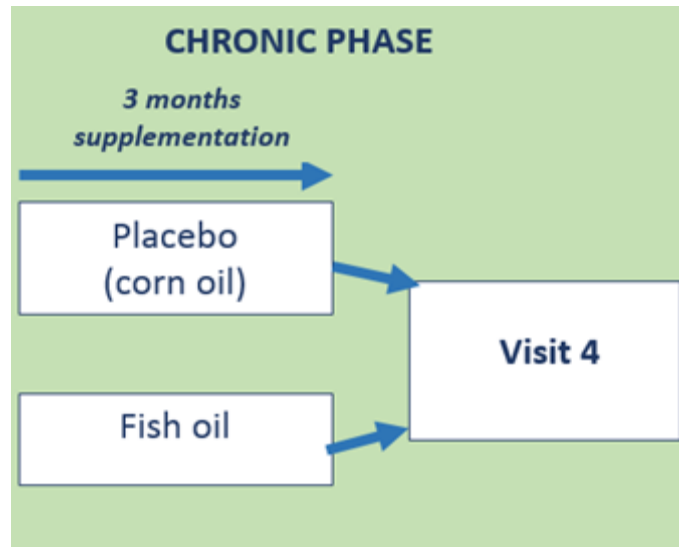 CHRONIC PHASE
3 months
supplementation
Placebo
(corn oil)
Visit 4
Fish oil